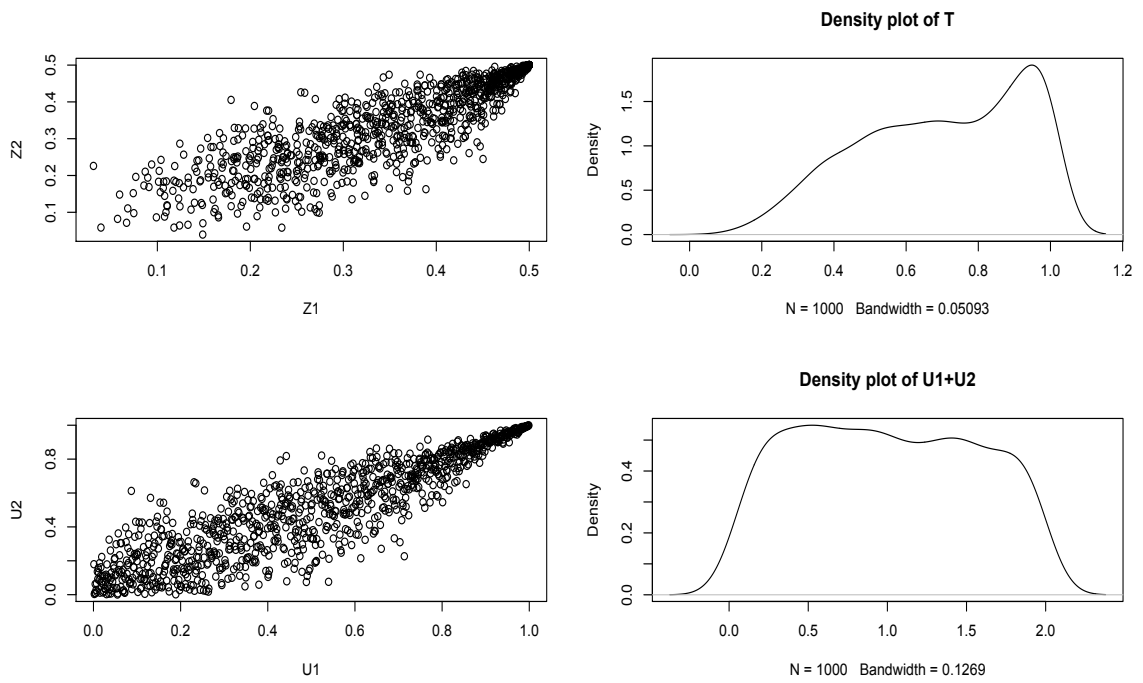 Z2
0.1 0.2 0.3 0.4 0.5
0.1 0.2 0.3 0.4 0.5
Z1
Density plot of T
Density
0.0 0.5 1.0 1.5
0.0 0.2 0.4 0.6 0.8 1.0 1.2
N = 1000 Bandwidth = 0.05093
U2
0.0 0.4 0.8
0.0 0.2 0.4 0.6 0.8 1.0
U1
Density plot of U1+U2
Density
0.0 0.2 0.4
0.0 0.5 1.0 1.5 2.0
N = 1000 Bandwidth = 0.1269